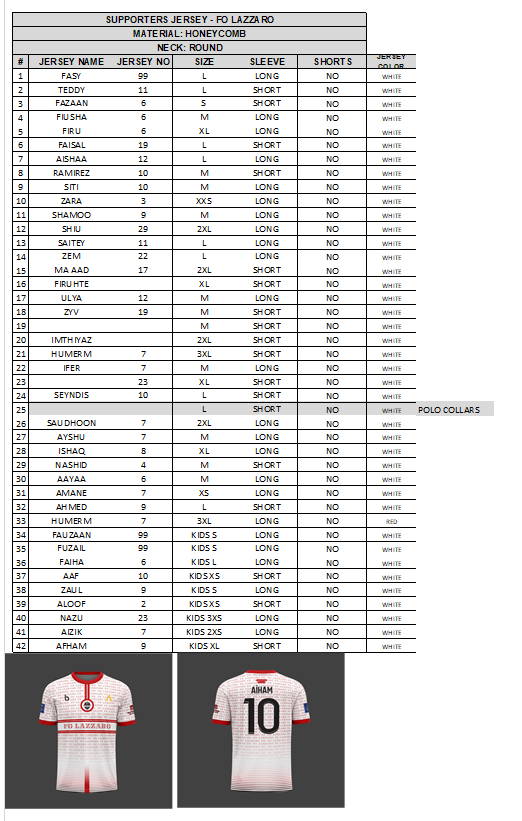 SUPPORTERS JERSEY - FO LAZZARO
MATERIAL: HONEYCOMB
NECK: ROUND
# JERSEY NAME JERSEY NO SIZE SLEEVE SHORTS JERSEY COLOR
1 FASY 99 L LONG NO WHITE
2 TEDDY 11 L SHORT NO WHITE
3 FAZAAN 6 S SHORT NO WHITE
4 FIUSHA 6 M LONG NO WHITE
5 FIRU 6 XL LONG NO WHITE
6 FAISAL 19 L SHORT NO WHITE
7 AISHAA 12 L LONG NO WHITE
8 RAMIREZ 10 M SHORT NO WHITE
9 SITI 10 M LONG NO WHITE
10 ZARA 3 XXS LONG NO WHITE
11 SHAMOO 9 M LONG NO WHITE
12 SHIU 29 2XL LONG NO WHITE
13 SAITEY 11 L LONG NO WHITE
14 ZEM 22 L LONG NO WHITE
15 MAAAD 17 2XL SHORT NO WHITE
16 FIRUHTE XL SHORT NO WHITE
17 ULYA 12 M LONG NO WHITE
18 ZYV 19 M SHORT NO WHITE
19 M SHORT NO WHITE
20 IMTHIYAZ 2XL SHORT NO WHITE
21 HUMERM 7 3XL SHORT NO WHITE
22 IFER 7 M LONG NO WHITE
23 23 XL SHORT NO WHITE
24 SEYNDIS 10 L SHORT NO WHITE
25 L SHORT NO WHITE POLO COLLARS
26 SAUDHOON 7 2XL LONG NO WHITE
27 AYSHU 7 M LONG NO WHITE
28 ISHAQ 8 XL LONG NO WHITE
29 NASHID 4 M SHORT NO WHITE
30 AAYAA 6 M LONG NO WHITE
31 AMANE 7 XS LONG NO WHITE
32 AHMED 9 L SHORT NO WHITE
33 HUMERM 7 3XL LONG NO RED
34 FAUZAAN 99 KIDS S LONG NO WHITE
35 FUZAIL 99 KIDS S LONG NO WHITE
36 FAIHA 6 KIDS L LONG NO WHITE
37 AAF 10 KIDS XS SHORT NO WHITE
38 ZAUL 9 KIDS S LONG NO WHITE
39 ALOOF 2 KIDS XS SHORT NO WHITE
40 NAZU 23 KIDS 3XS LONG NO WHITE
41 AIZIK 7 KIDS 2XS LONG NO WHITE
42 AFHAM 9 KIDS XL SHORT NO WHITE
FO LAZZARO
AIHAM
10